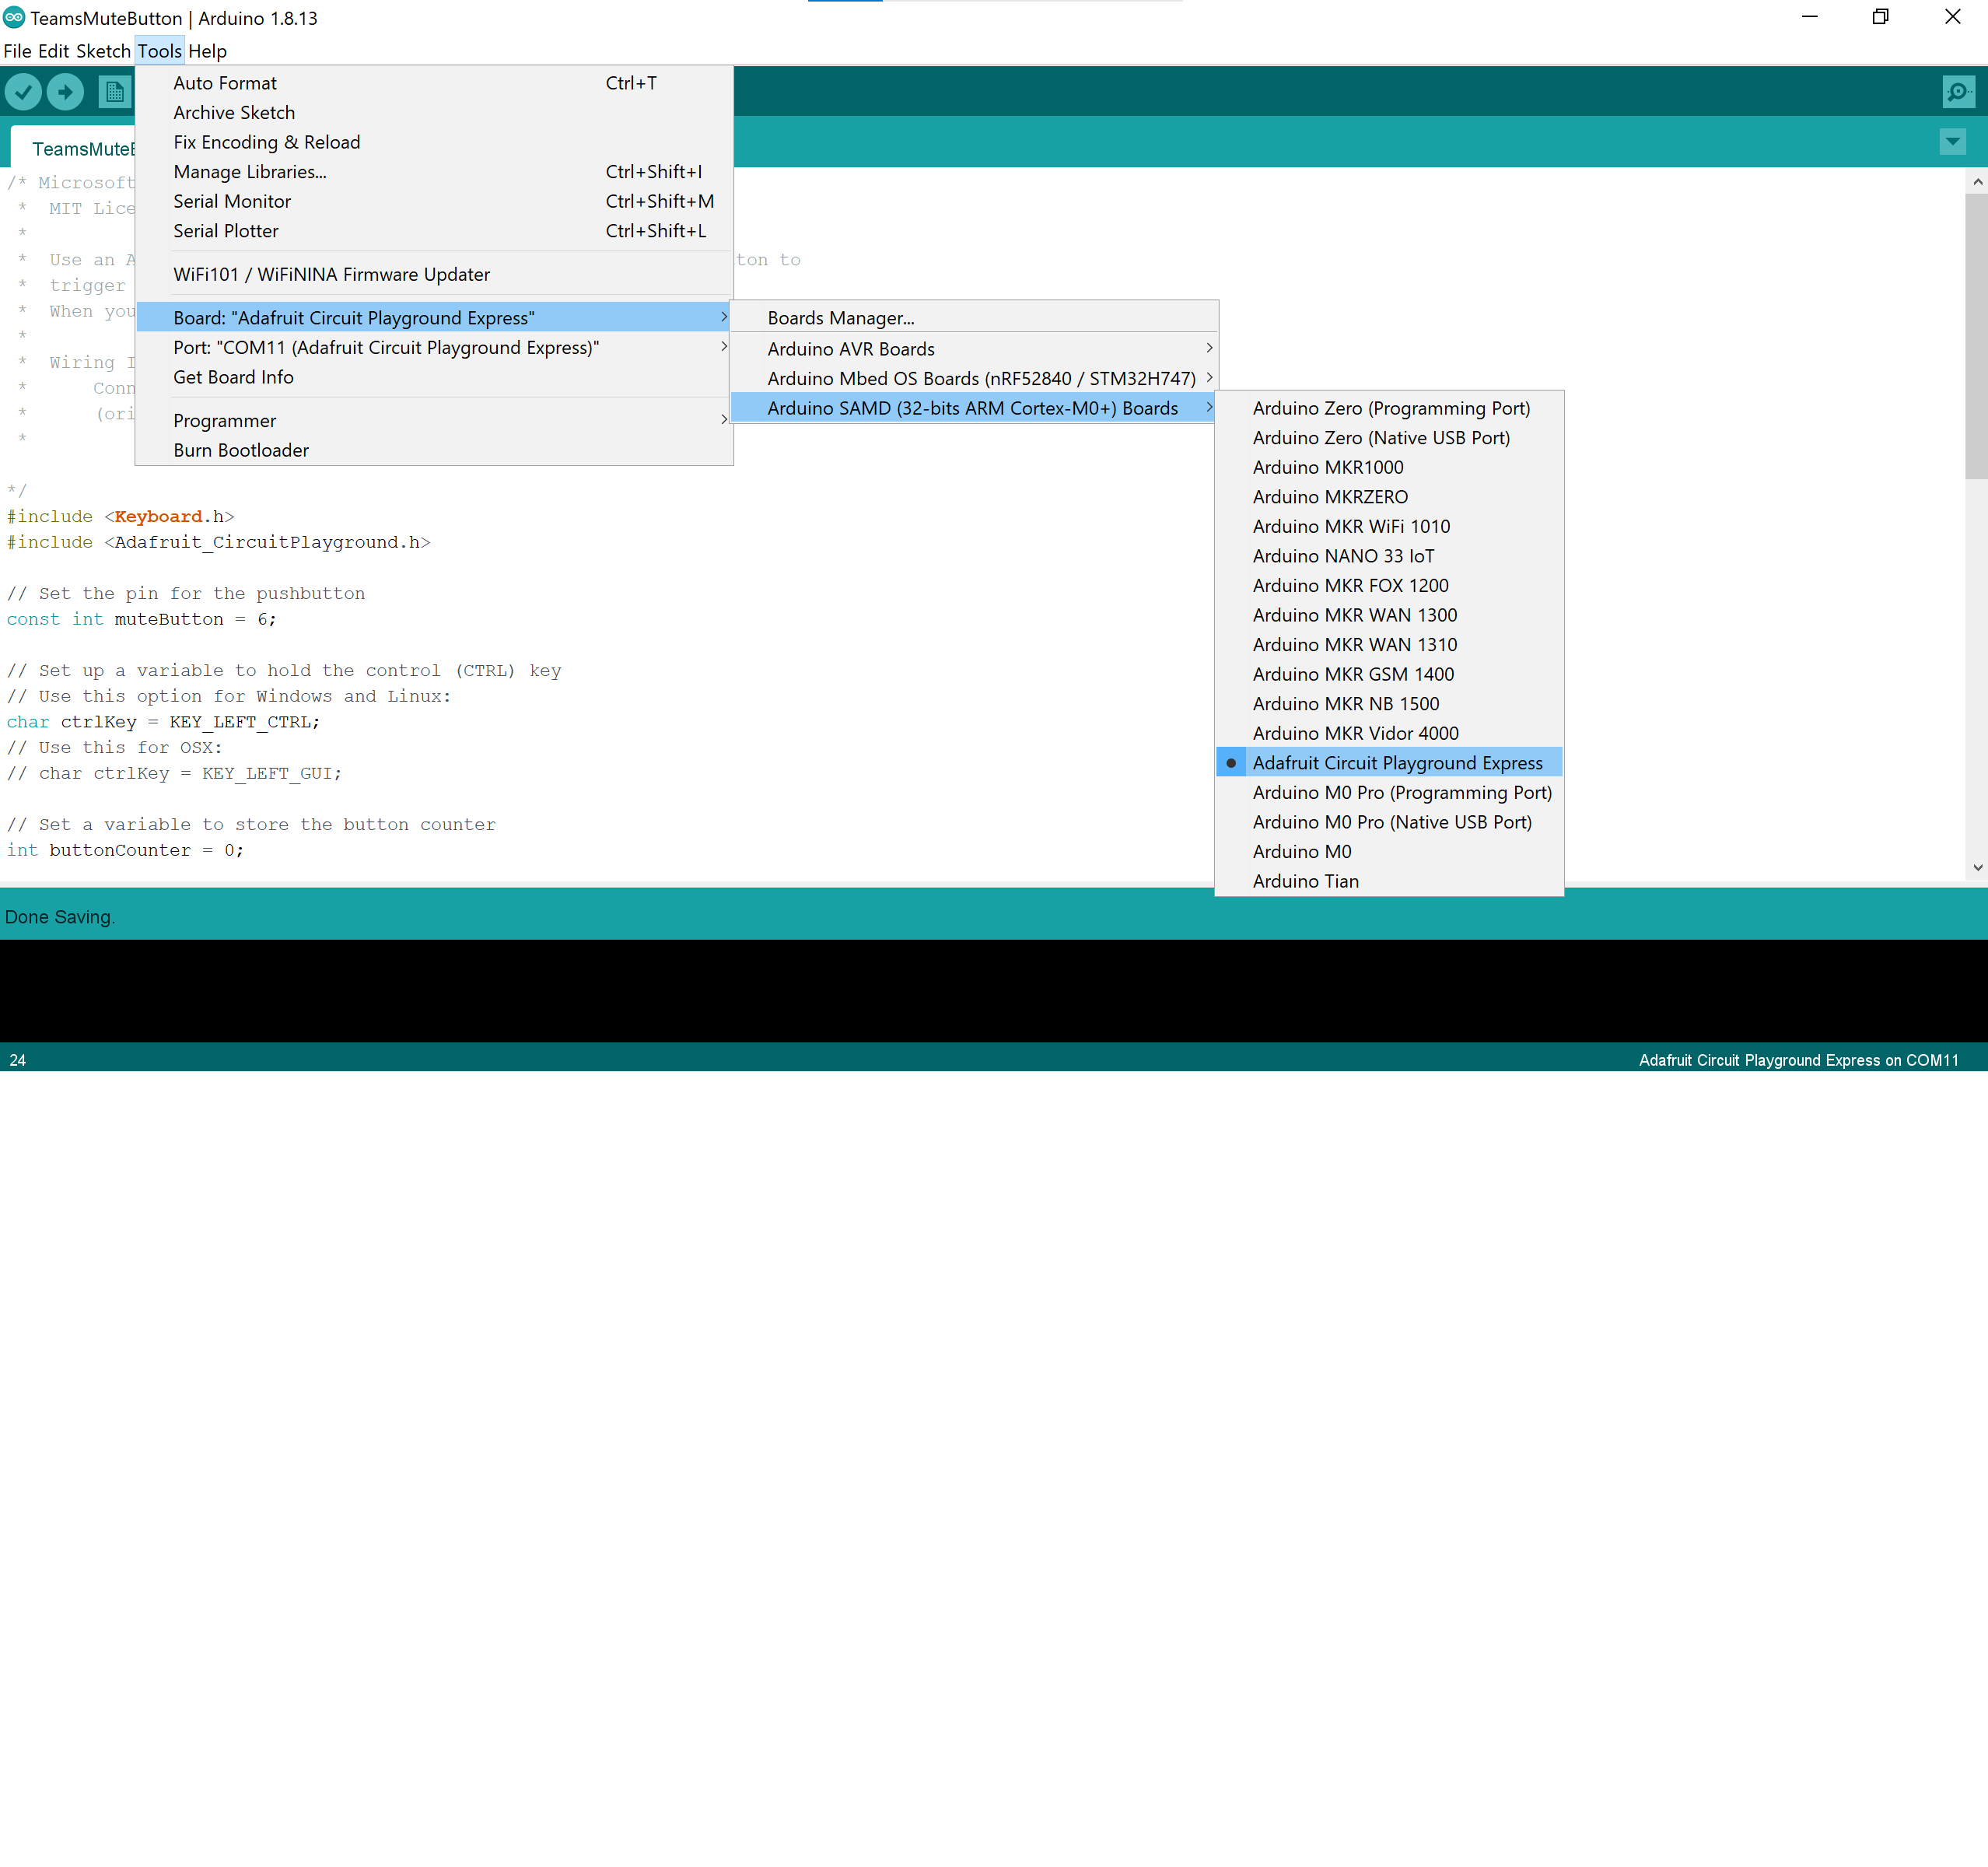 TeamsMuteButton | Arduino 1.8.13
File Edit Sketch Tools Help
Auto Format Ctrl+T
Archive Sketch
Fix Encoding & Reload
Manage Libraries... Ctrl+Shift+I
Serial Monitor Ctrl+Shift+M
Serial Plotter Ctrl+Shift+L
WiFi101 / WiFiNINA Firmware Updater
Board: "Adafruit Circuit Playground Express"
Port: "COM11 (Adafruit Circuit Playground Express)"
Get Board Info
Programmer
Burn Bootloader
Boards Manager...
Arduino AVR Boards
Arduino Mbed OS Boards (nRF52840 / STM32H747)
Arduino SAMD (32-bits ARM Cortex-M0+) Boards
Arduino Zero (Programming Port)
Arduino Zero (Native USB Port)
Arduino MKR1000
Arduino MKRZERO
Arduino MKR WiFi 1010
Arduino NANO 33 IoT
Arduino MKR FOX 1200
Arduino MKR WAN 1300
Arduino MKR WAN 1310
Arduino MKR GSM 1400
Arduino MKR NB 1500
Arduino MKR Vidor 4000
Adafruit Circuit Playground Express
Arduino M0 Pro (Programming Port)
Arduino M0 Pro (Native USB Port)
Arduino M0
Arduino Tian
TeamsMuteB
/* Microsoft
* MIT Lice
*
* Use an A ton to
* trigger
* When you
*
* Wiring I
* Conn
* (ori
*
*/
#include <Keyboard.h>
#include <Adafruit_CircuitPlayground.h>
// Set the pin for the pushbutton
const int muteButton = 6;
// Set up a variable to hold the control (CTRL) key
// Use this option for Windows and Linux:
char ctrlKey = KEY_LEFT_CTRL;
// Use this for OSX:
// char ctrlKey = KEY_LEFT_GUI;
// Set a variable to store the button counter
int buttonCounter = 0;
Done Saving.
24
Adafruit Circuit Playground Express on COM11